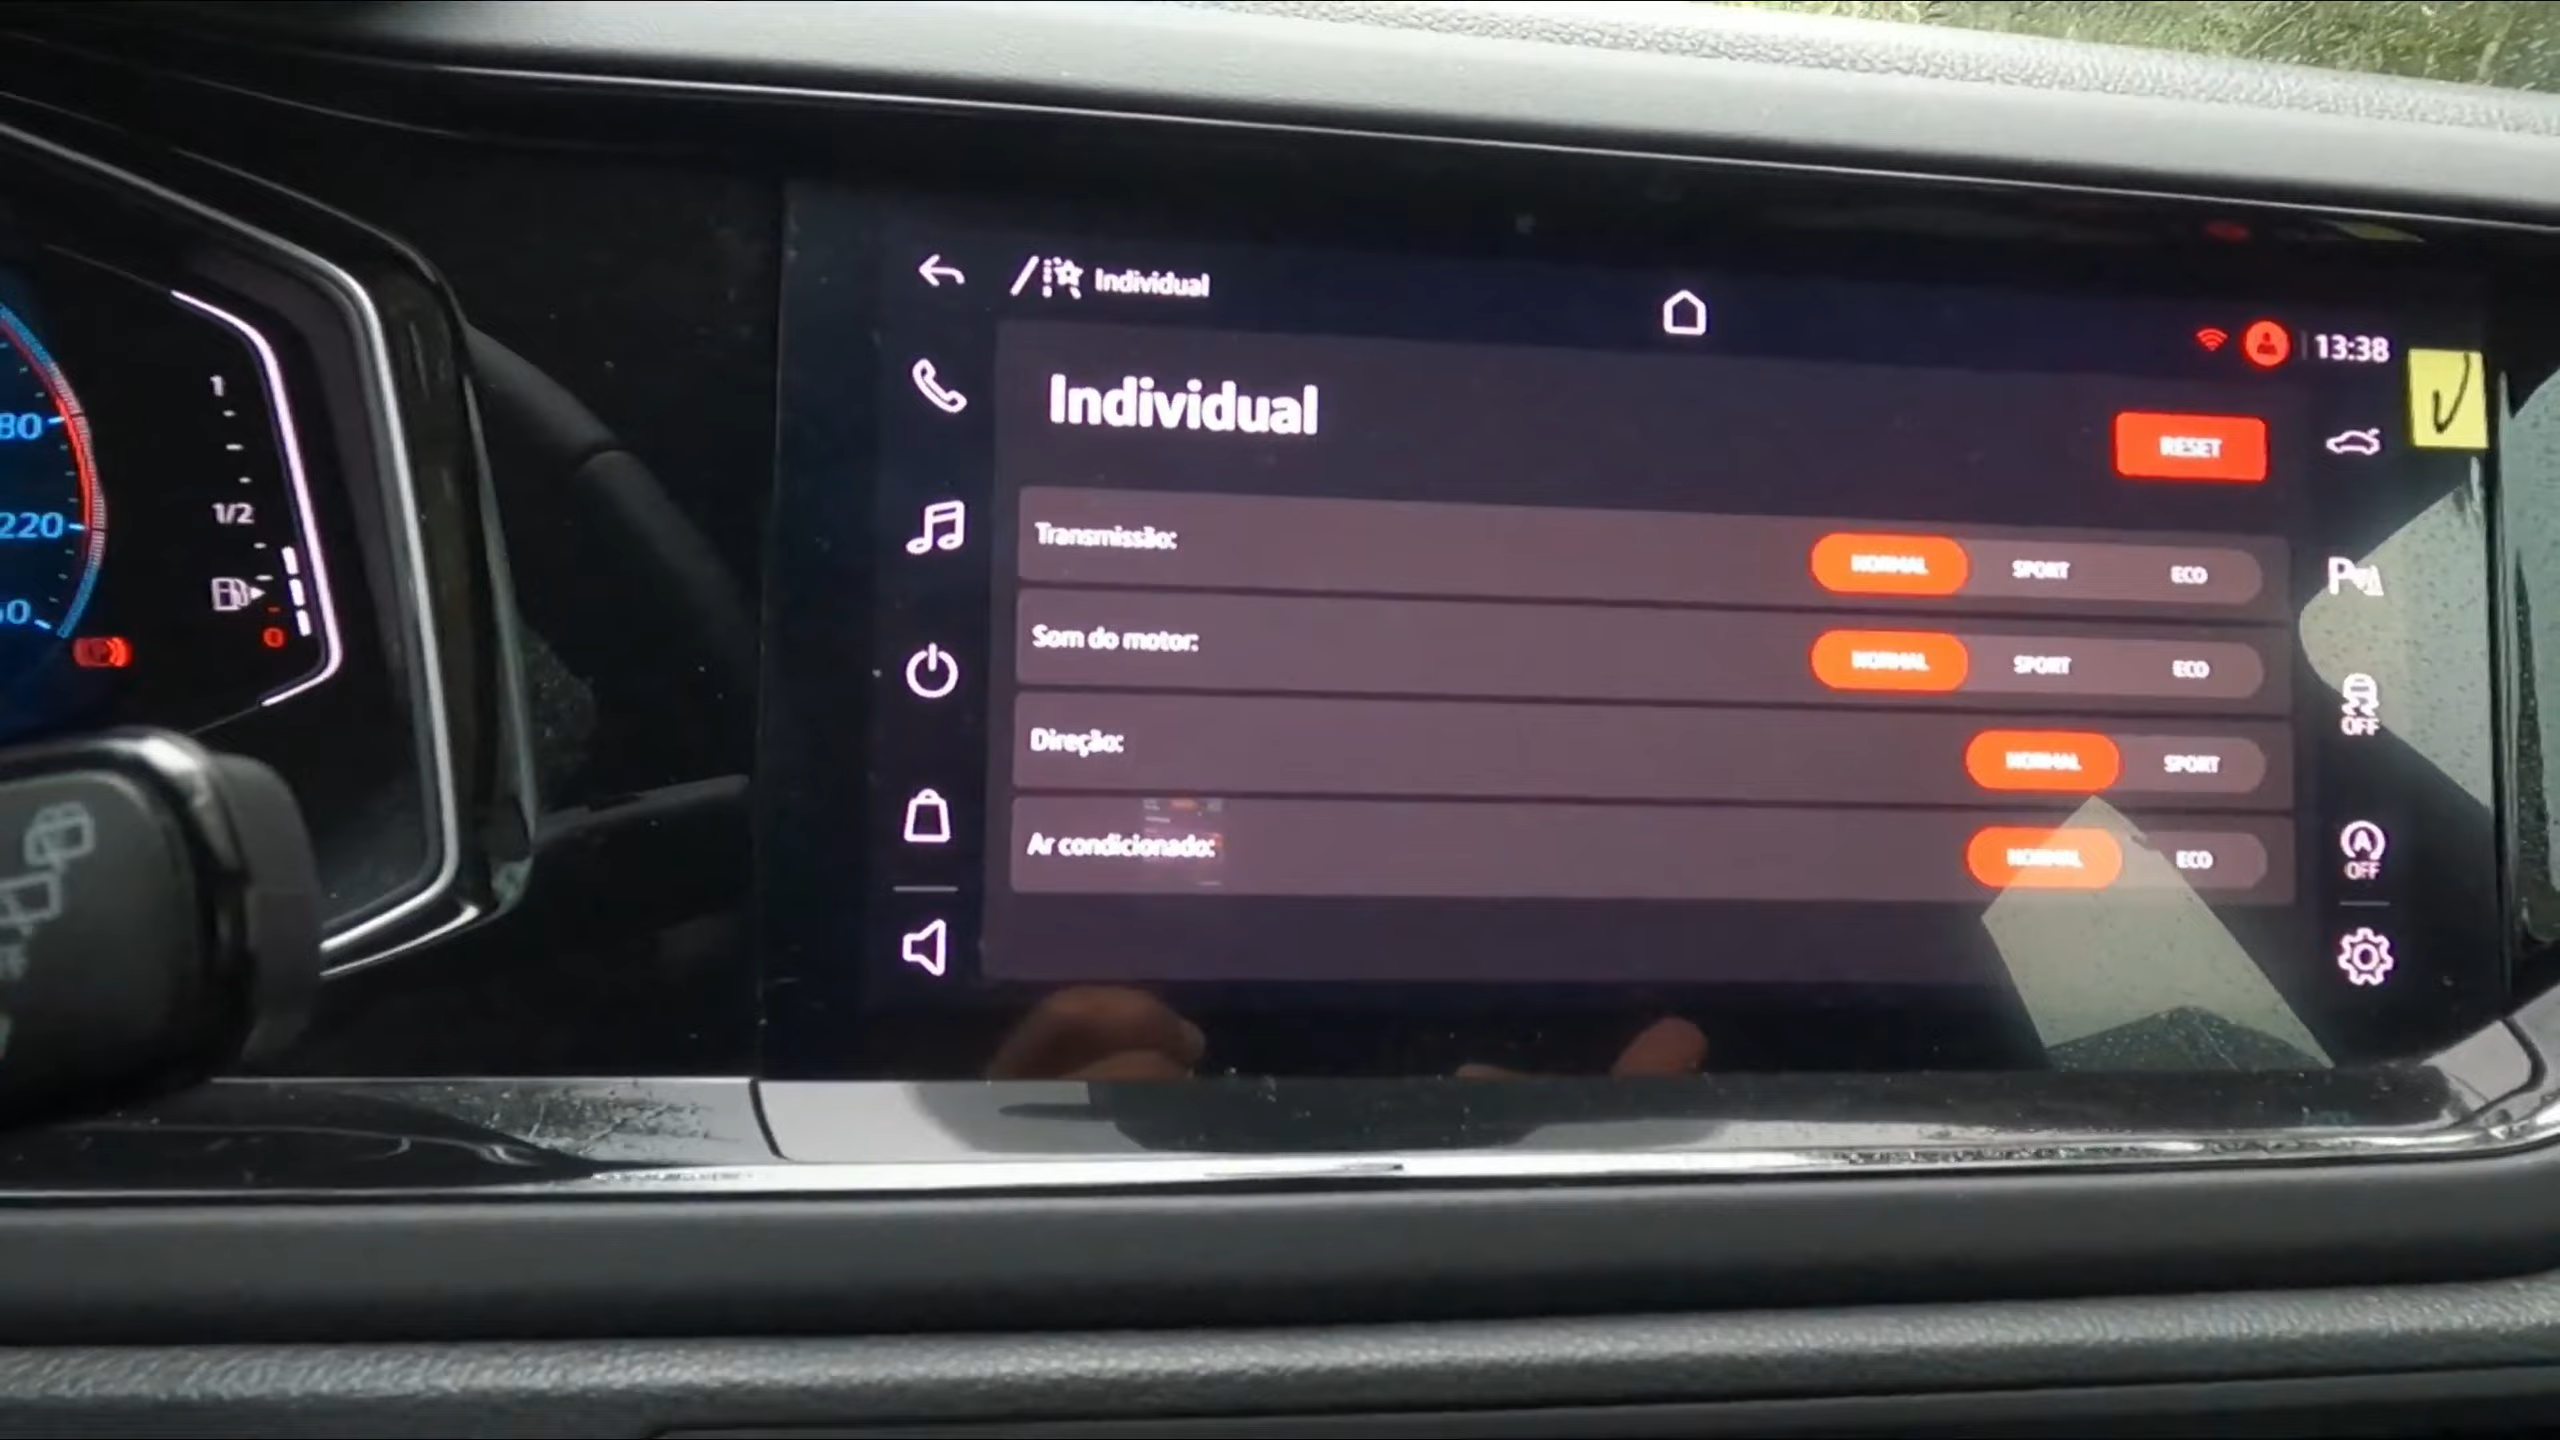 Individual
13:38
Individual
RESET
Transmissão: NORMAL SPORT ECO
Som do motor: NORMAL SPORT ECO
Direção: NORMAL SPORT
Ar condicionado: NORMAL ECO
OFF
A
OFF
1
1/2
0
80
220